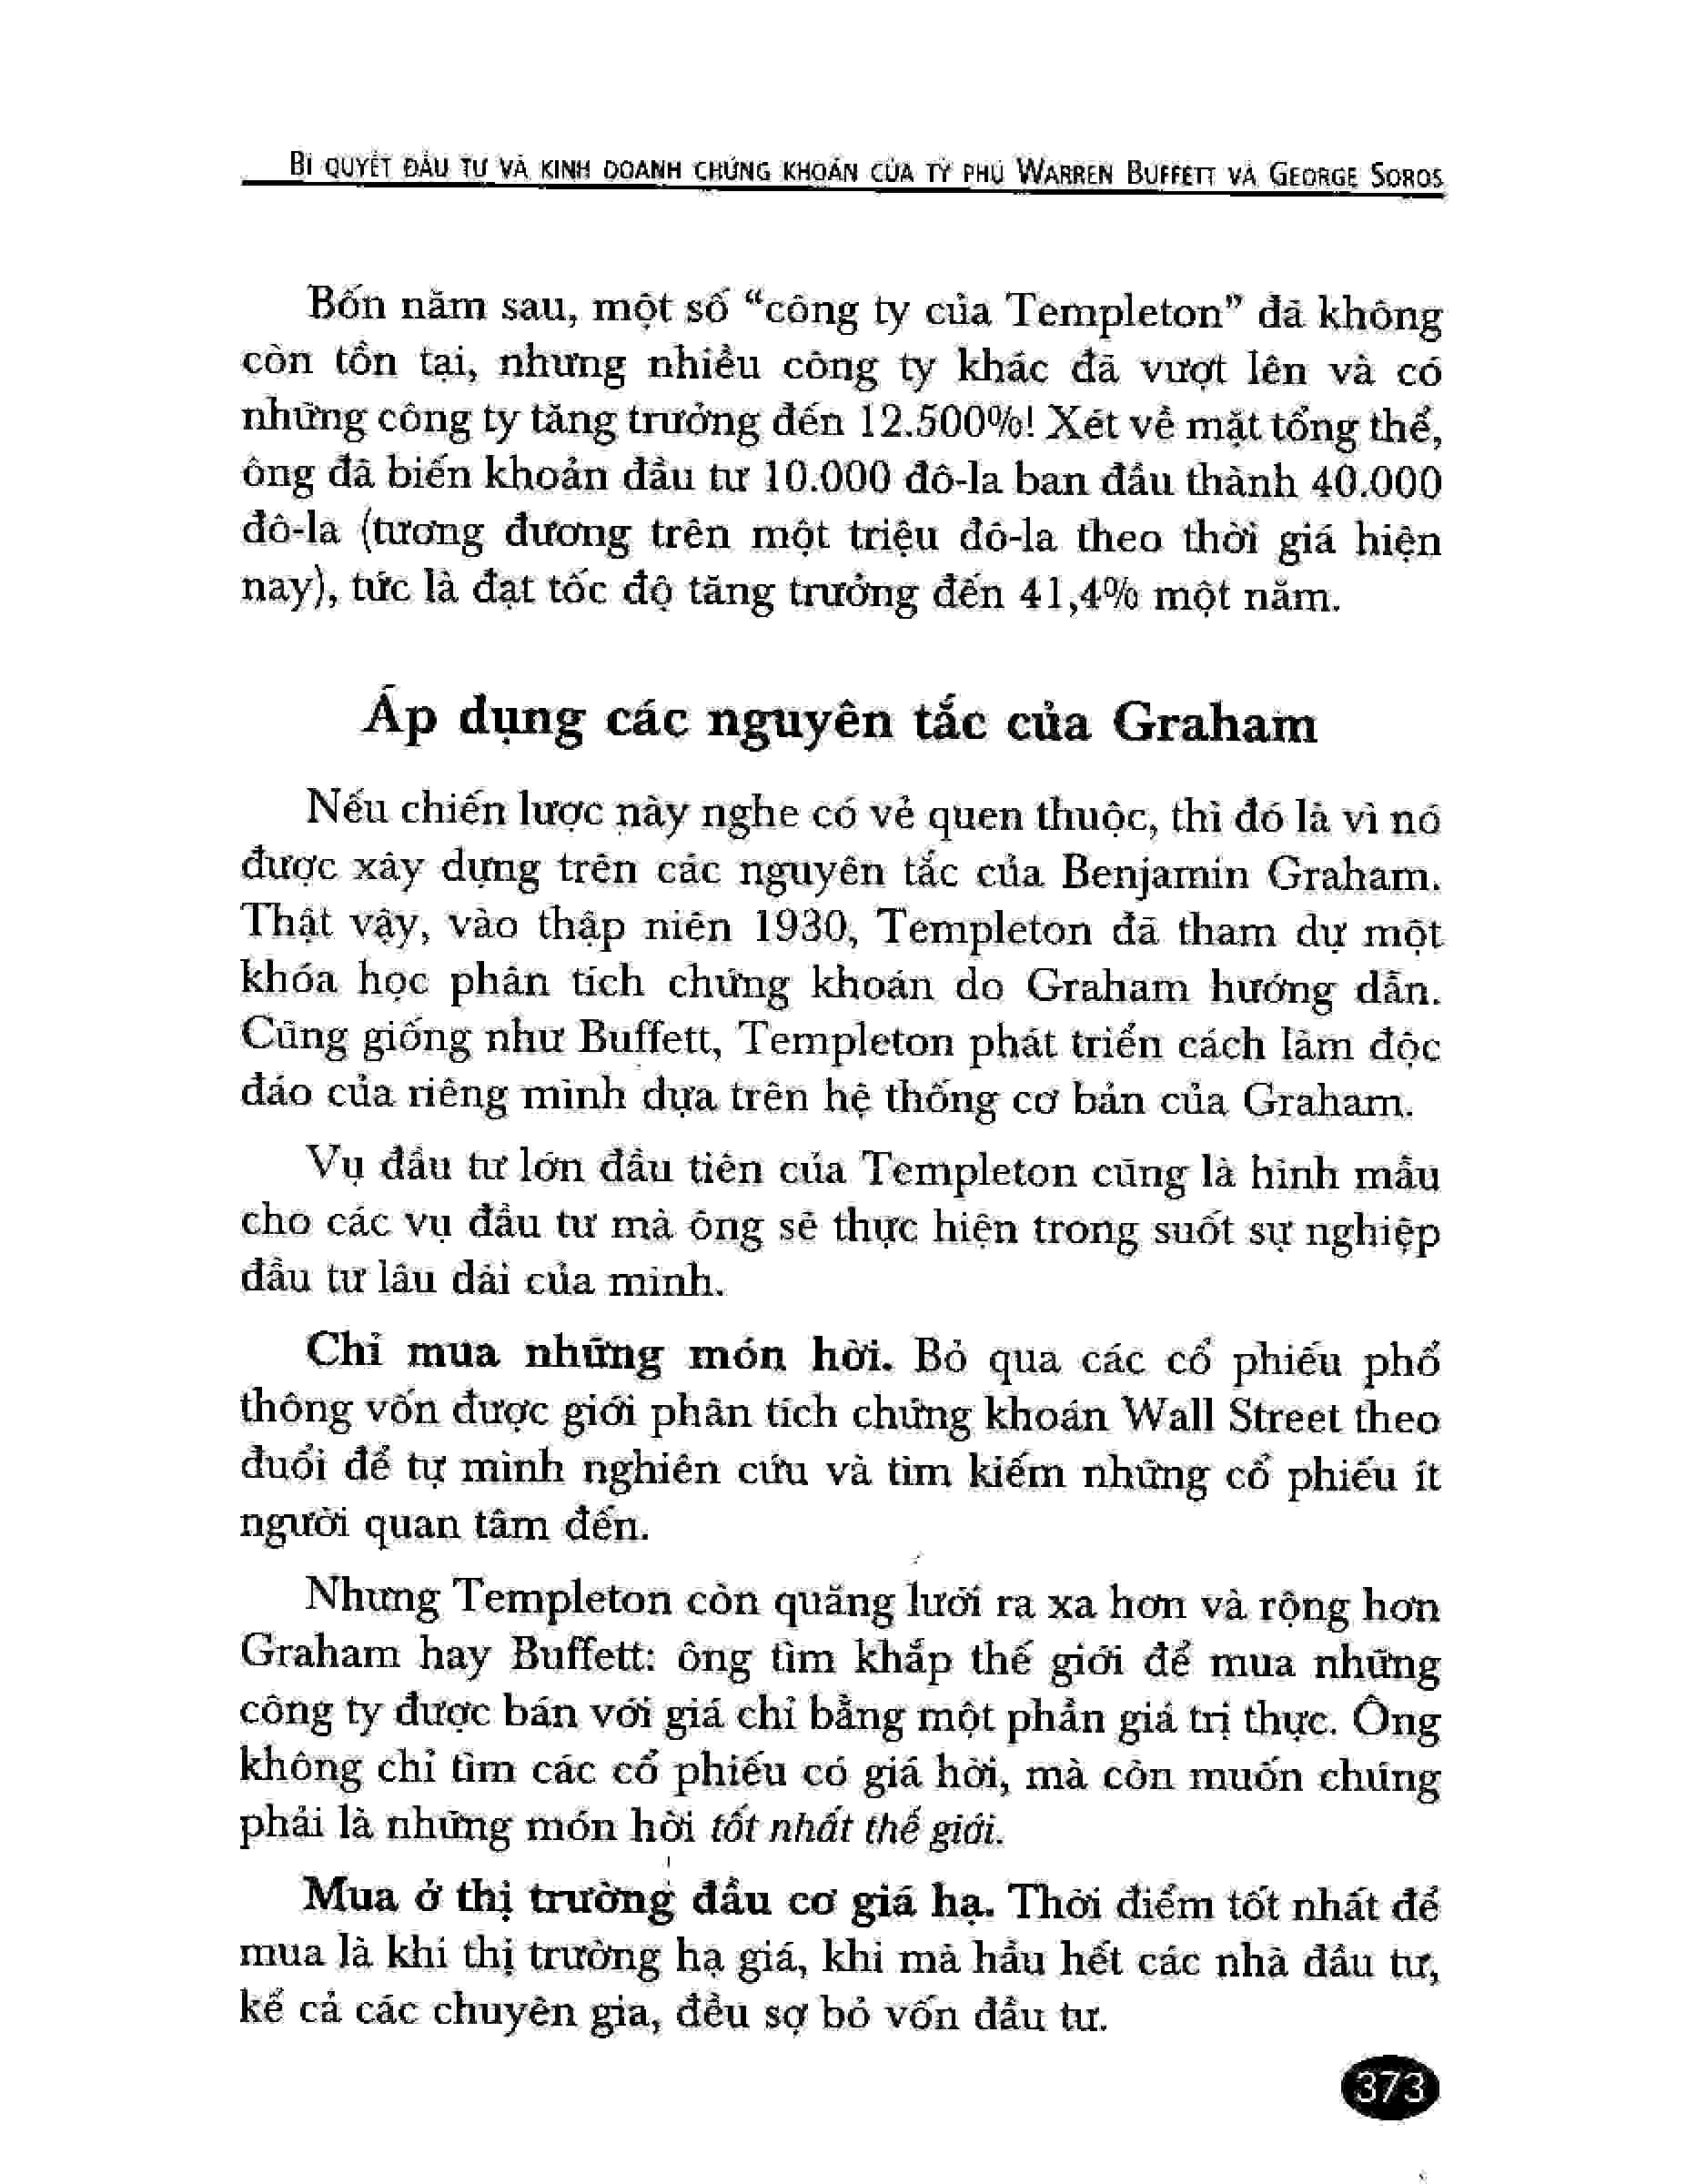 BÍ QUYẾT ĐẦU TƯ VÀ KINH DOANH CHỨNG KHOÁN CỦA TỶ PHÚ WARREN BUFFETT VÀ GEORGE SOROS
Bốn năm sau, một số “công ty của Templeton” đã không
còn tồn tại, nhưng nhiều công ty khác đã vượt lên và có
những công ty tăng trưởng đến 12.500%! Xét về mặt tổng thể,
ông đã biến khoản đầu tư 10.000 đô-la ban đầu thành 40.000
đô-la (tương đương trên một triệu đô-la theo thời giá hiện
nay), tức là đạt tốc độ tăng trưởng đến 41,4% một năm.
Áp dụng các nguyên tắc của Graham
Nếu chiến lược này nghe có vẻ quen thuộc, thì đó là vì nó
được xây dựng trên các nguyên tắc của Benjamin Graham.
Thật vậy, vào thập niên 1930, Templeton đã tham dự một
khóa học phân tích chứng khoán do Graham hướng dẫn.
Cũng giống như Buffett, Templeton phát triển cách làm độc
đáo của riêng mình dựa trên hệ thống cơ bản của Graham.
Vụ đầu tư lớn đầu tiên của Templeton cũng là hình mẫu
cho các vụ đầu tư mà ông sẽ thực hiện trong suốt sự nghiệp
đầu tư lâu dài của mình.
Chỉ mua những món hời. Bỏ qua các cổ phiếu phổ
thông vốn được giới phân tích chứng khoán Wall Street theo
đuổi để tự mình nghiên cứu và tìm kiếm những cổ phiếu ít
người quan tâm đến.
Nhưng Templeton còn quăng lưới ra xa hơn và rộng hơn
Graham hay Buffett: ông tìm khắp thế giới để mua những
công ty được bán với giá chỉ bằng một phần giá trị thực. Ông
không chỉ tìm các cổ phiếu có giá hời, mà còn muốn chúng
phải là những món hời tốt nhất thế giới.
Mua ở thị trường đầu cơ giá hạ. Thời điểm tốt nhất để
mua là khi thị trường hạ giá, khi mà hầu hết các nhà đầu tư,
kể cả các chuyên gia, đều sợ bỏ vốn đầu tư.
373